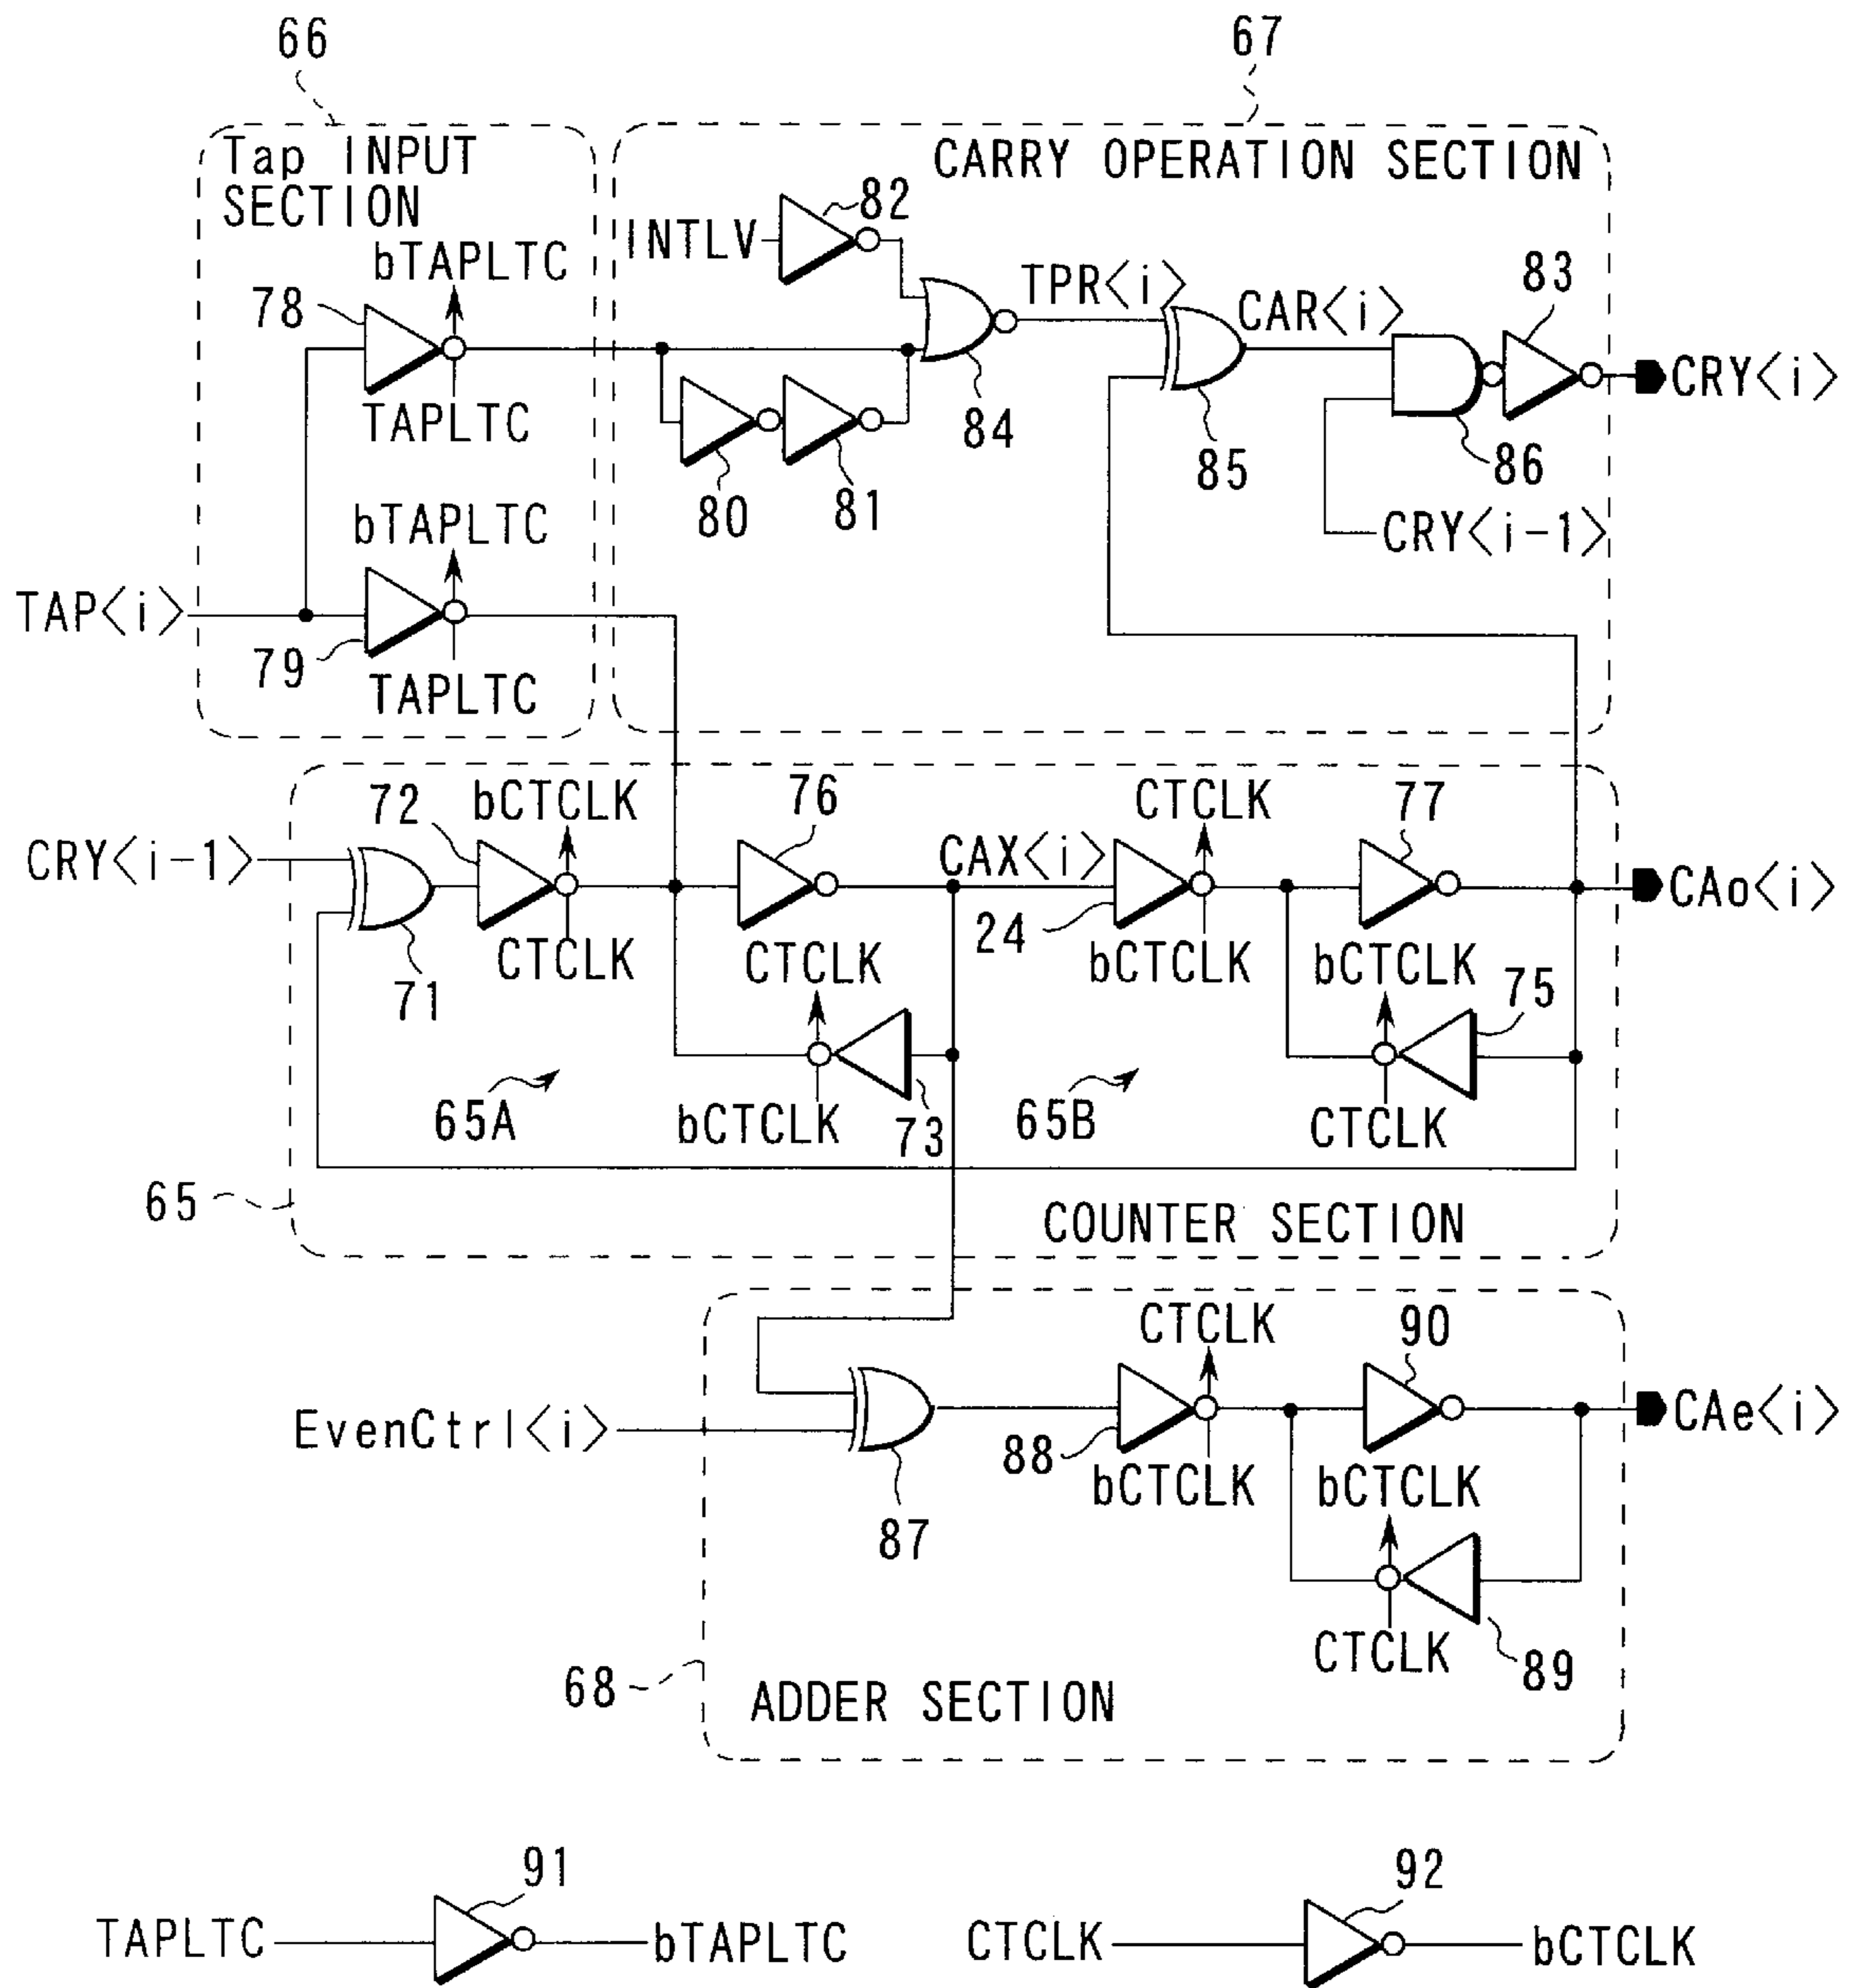 66
67
Tap INPUT
SECTION
CARRY OPERATION SECTION
82
INTLV
bTAPLTC
78
TPR<i>
CAR<i>
83
CRY<i>
TAPLTC
80
81
84
85
86
bTAPLTC
CRY<i-1>
TAP<i>
79
TAPLTC
72
bCTCLK
76
CTCLK
77
CRY<i-1>
CAX<i>
CAo<i>
71
CTCLK
CTCLK
24
bCTCLK
bCTCLK
75
65A
bCTCLK
73
65B
CTCLK
65
COUNTER SECTION
CTCLK
90
EvenCtrl<i>
CAe<i>
87
88
bCTCLK
bCTCLK
68
ADDER SECTION
CTCLK
89
91
92
TAPLTC
bTAPLTC
CTCLK
bCTCLK